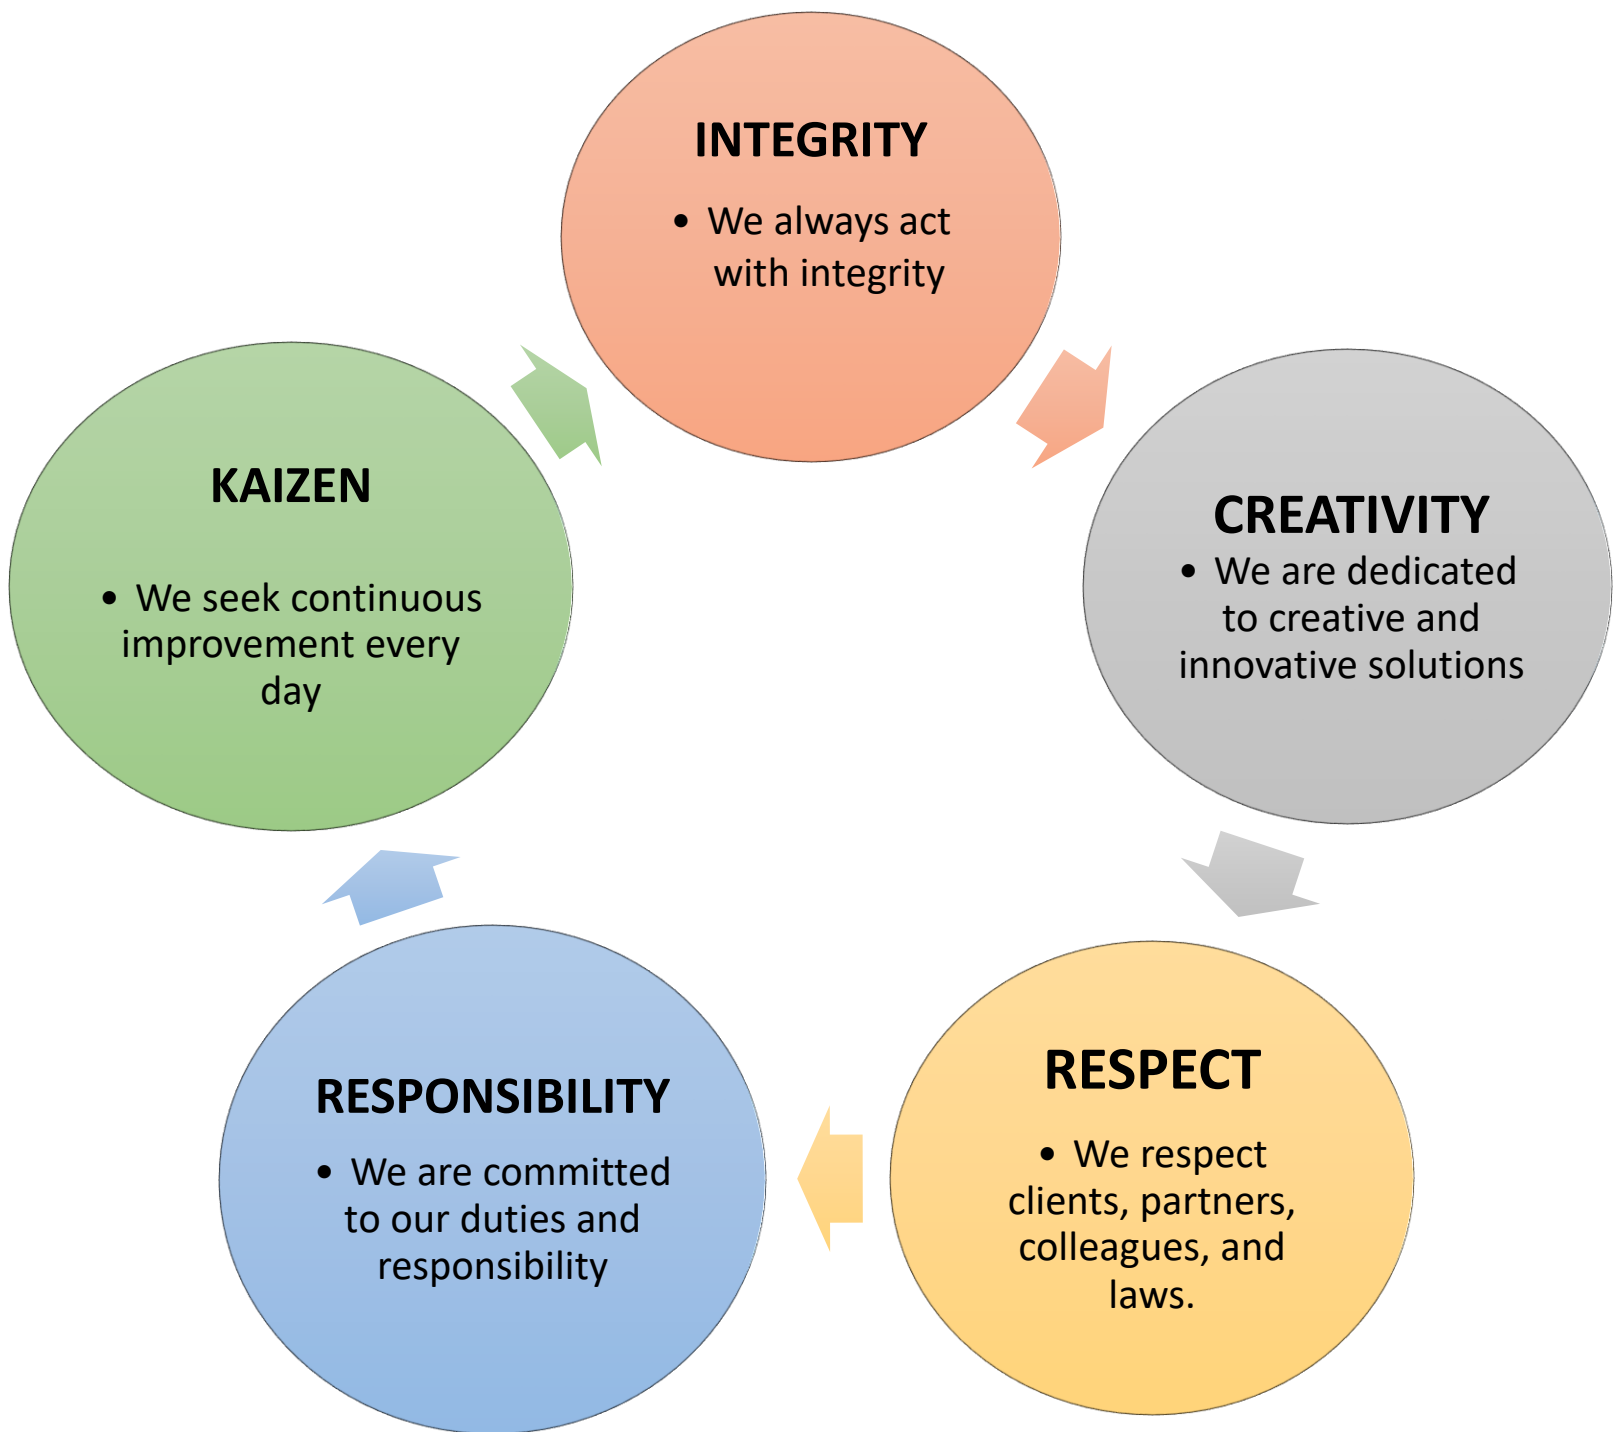 INTEGRITY
• We always act
with integrity
CREATIVITY
• We are dedicated
to creative and
innovative solutions
RESPECT
• We respect
clients, partners,
colleagues, and
laws.
RESPONSIBILITY
• We are committed
to our duties and
responsibility
KAIZEN
• We seek continuous
improvement every
day